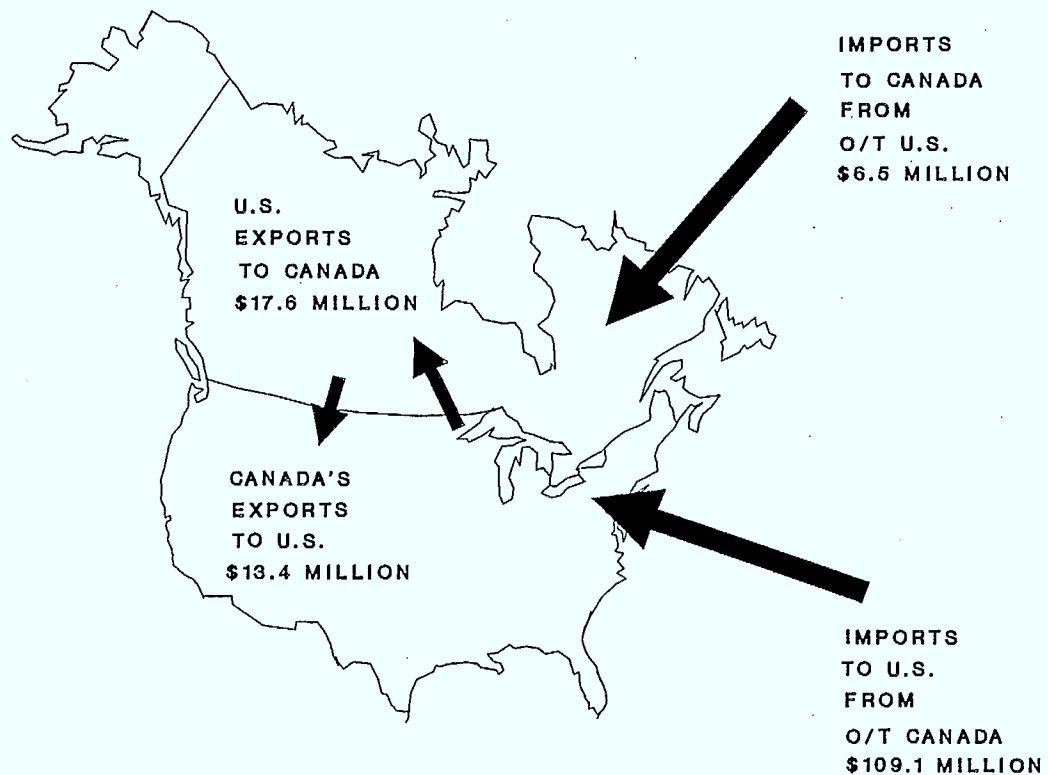 IMPORTS
TO CANADA
FROM
O/T U.S.
$6.5 MILLION
U.S.
EXPORTS
TO CANADA
$17.6 MILLION
CANADA'S
EXPORTS
TO U.S.
$13.4 MILLION
IMPORTS
TO U.S.
FROM
O/T CANADA
$109.1 MILLION